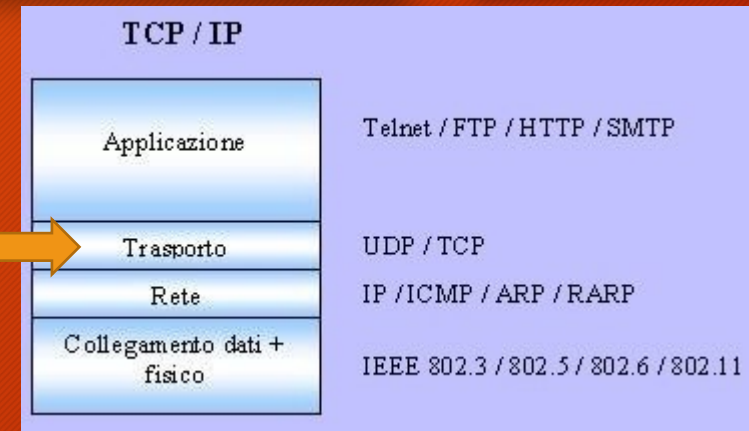 TCP / IP
Applicazione
Telnet / FTP / HTTP / SMTP
Trasporto
UDP / TCP
Rete
IP /ICMP / ARP / RARP
Collegamento dati +
fisico
IEEE 802.3 / 802.5 / 802.6 / 802.11